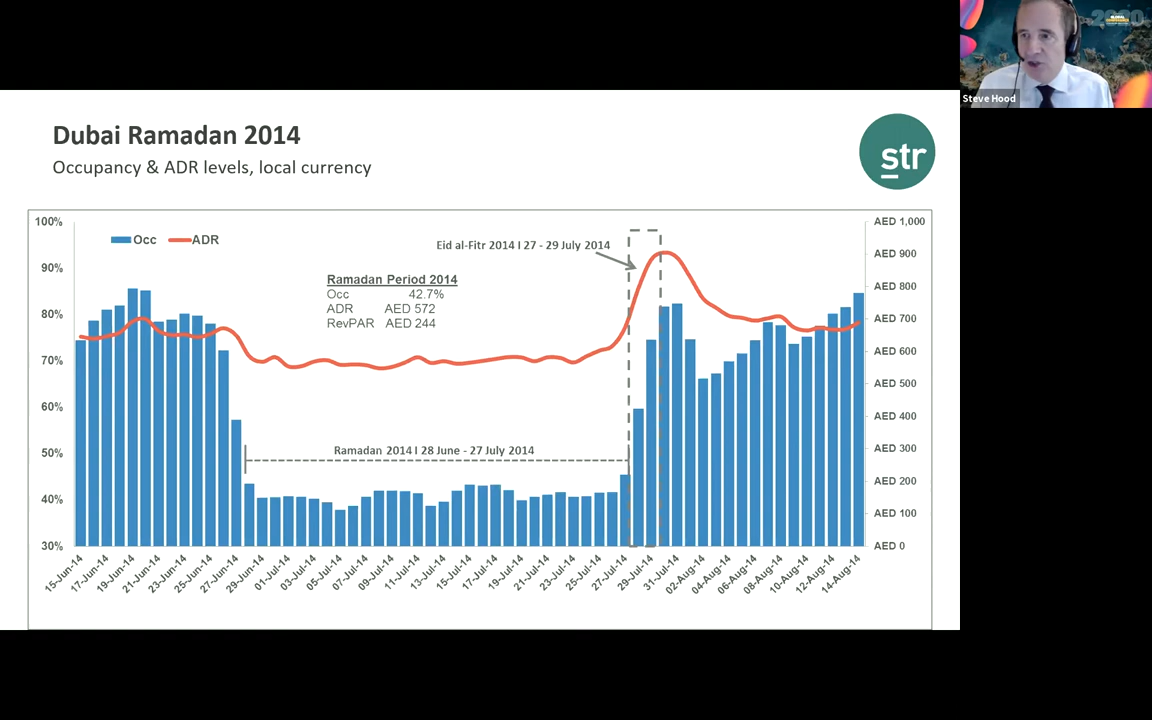 Steve Hood
Dubai Ramadan 2014
Occupancy & ADR levels, local currency
str
100%
90%
80%
70%
60%
50%
40%
30%
Occ
ADR
Eid al-Fitr 2014 I 27 - 29 July 2014
Ramadan Period 2014
Occ 42.7%
ADR AED 572
RevPAR AED 244
Ramadan 2014 I 28 June - 27 July 2014
AED 1,000
AED 900
AED 800
AED 700
AED 600
AED 500
AED 400
AED 300
AED 200
AED 100
AED 0
15-Jun-14
17-Jun-14
19-Jun-14
21-Jun-14
23-Jun-14
25-Jun-14
27-Jun-14
29-Jun-14
01-Jul-14
03-Jul-14
05-Jul-14
07-Jul-14
09-Jul-14
11-Jul-14
13-Jul-14
15-Jul-14
17-Jul-14
19-Jul-14
21-Jul-14
23-Jul-14
25-Jul-14
27-Jul-14
29-Jul-14
31-Jul-14
02-Aug-14
04-Aug-14
06-Aug-14
08-Aug-14
10-Aug-14
12-Aug-14
14-Aug-14